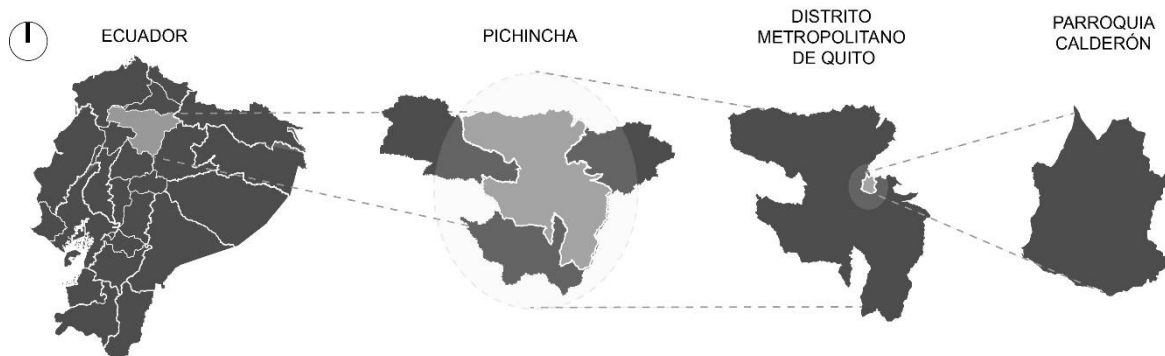 ECUADOR
PICHINCHA
DISTRITO
METROPOLITANO
DE QUITO
PARROQUIA
CALDERÓN